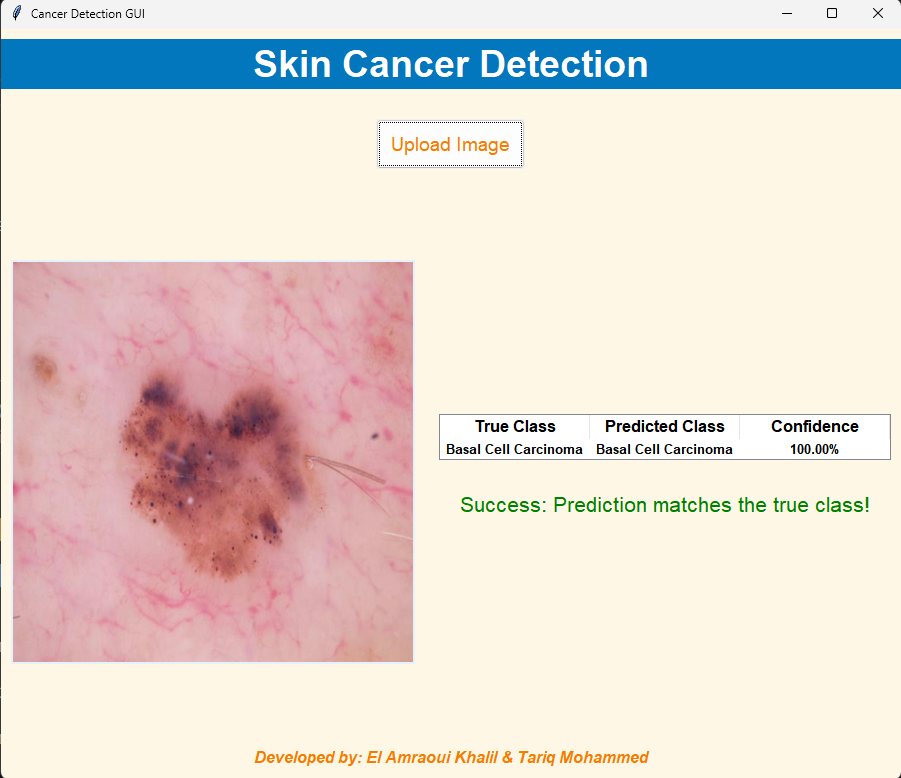 Cancer Detection GUI
Skin Cancer Detection
Upload Image
True Class Predicted Class Confidence
Basal Cell Carcinoma Basal Cell Carcinoma 100.00%
Success: Prediction matches the true class!
Developed by: El Amraoui Khalil & Tariq Mohammed